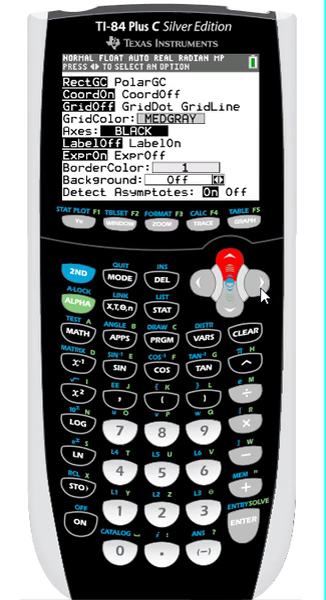 TI-84 Plus C Silver Edition
TEXAS INSTRUMENTS
NORMAL FLOAT AUTO REAL RADIAN MP
PRESS ◄► TO SELECT AN OPTION
RectGC PolarGC
CoordOn CoordOff
GridOff GridDot GridLine
GridColor: MEDGRAY
Axes: BLACK
LabelOff LabelOn
ExprOn ExprOff
BorderColor: 1
Background: Off
Detect Asymptotes: On Off
STAT PLOT F1 TBLSET F2 FORMAT F3 CALC F4 TABLE F5
Y= WINDOW ZOOM TRACE GRAPH
QUIT INS
2ND MODE DEL
A-LOCK LINK LIST
ALPHA X,T,Θ,n STAT
TEST A ANGLE B DRAW C DISTR
MATH APPS PRGM VARS CLEAR
MATRIX D SIN⁻¹ E COS⁻¹ F TAN⁻¹ G π H
x⁻¹ SIN COS TAN ^
√ I EE J { K } L e M
x² , ( ) ÷
10ˣ N u O v P w Q [ R
LOG 7 8 9 ×
eˣ S L4 T L5 U L6 V ] W
LN 4 5 6 −
RCL X L1 Y L2 Z L3 Θ MEM "
STO› 1 2 3 +
OFF CATALOG ⎵ i : ANS ? ENTRY SOLVE
ON 0 . (−) ENTER